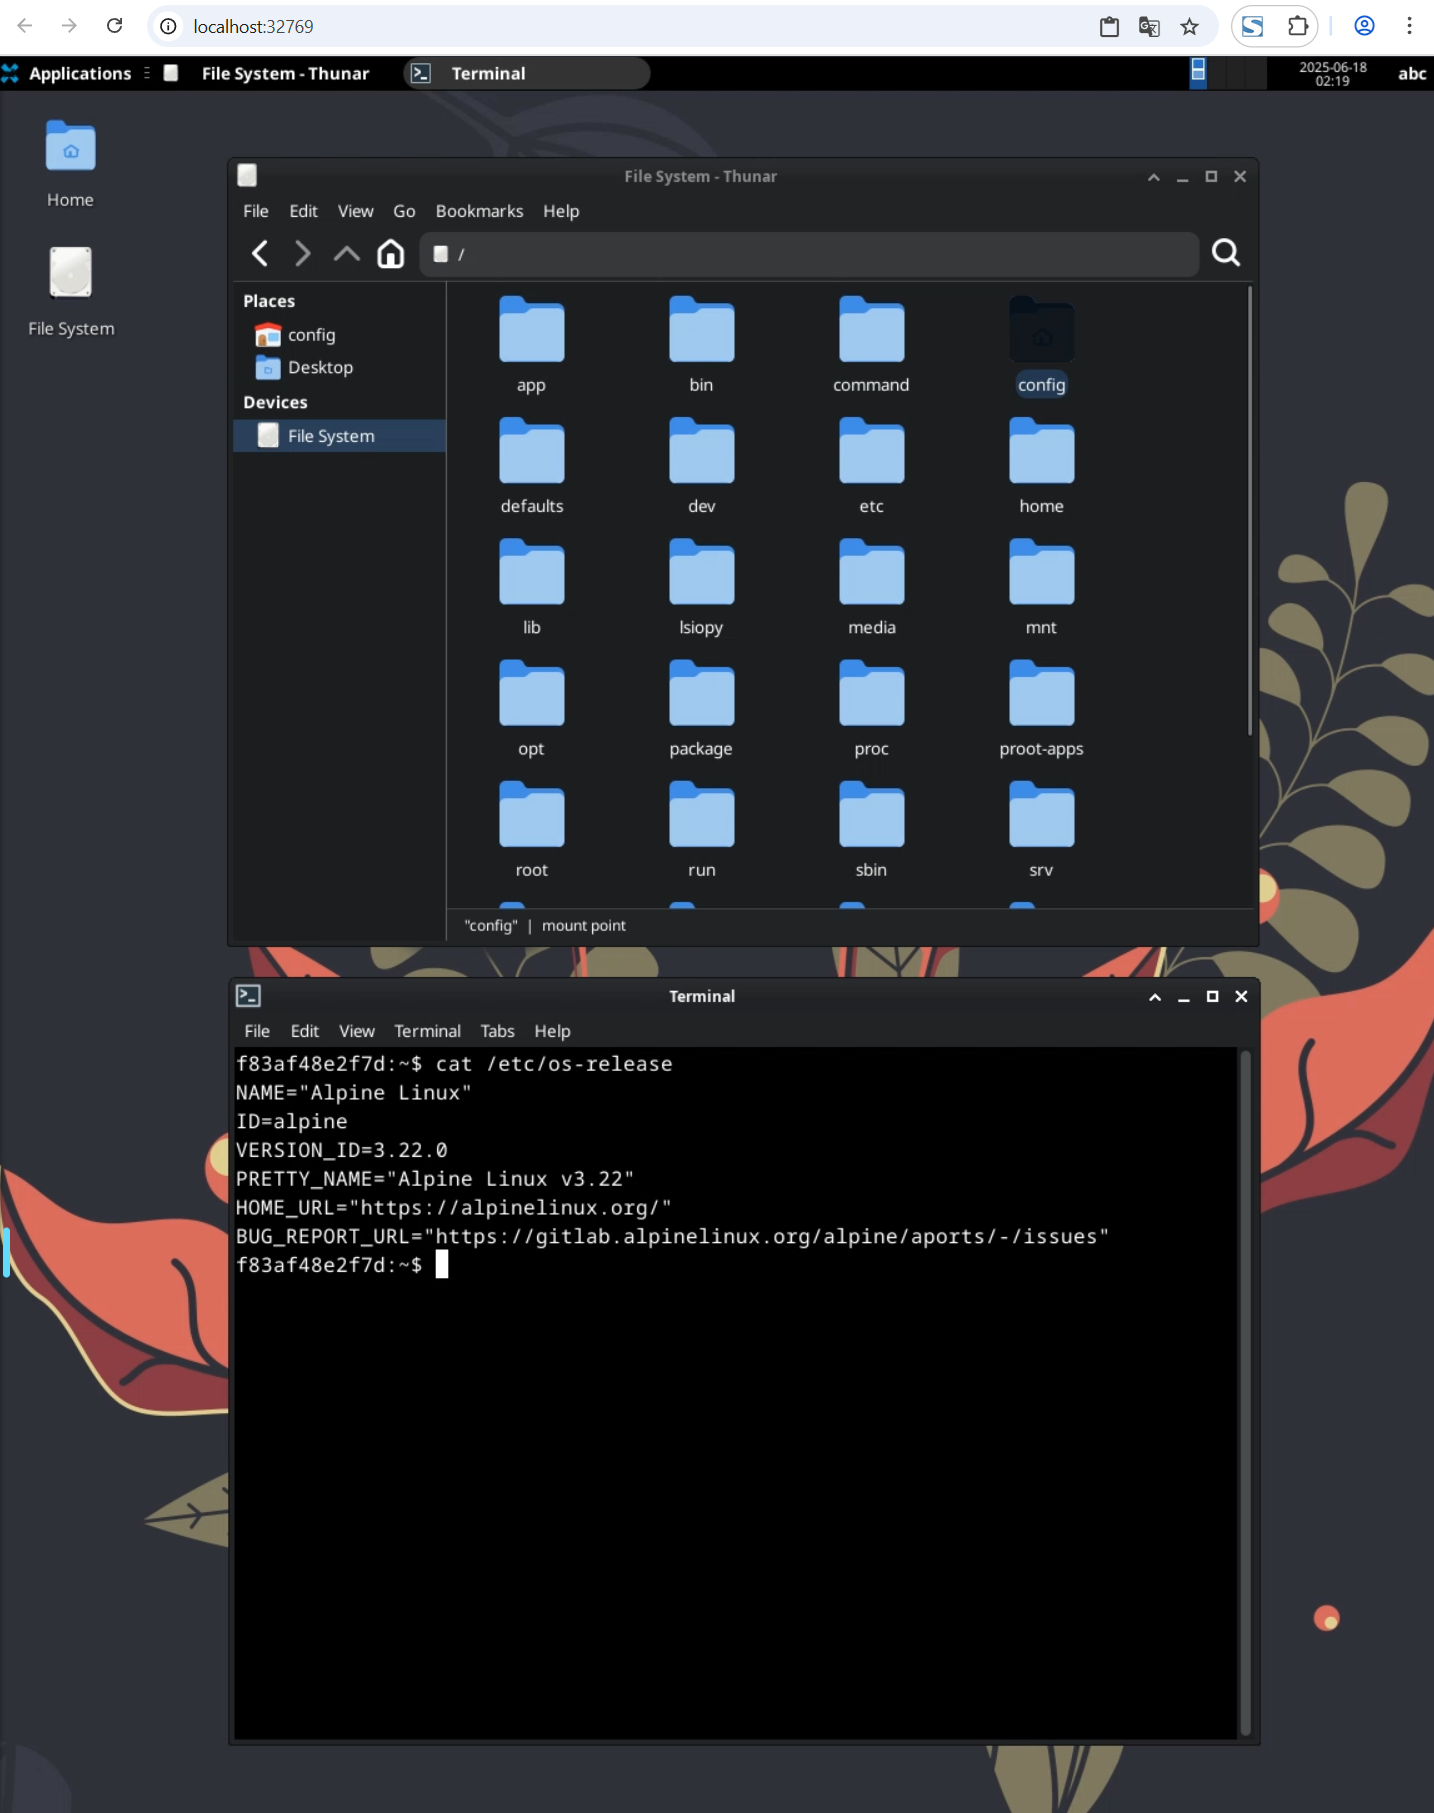 localhost:32769
Applications File System - Thunar Terminal 2025-06-18 02:19 abc
Home
File System
File System - Thunar
File Edit View Go Bookmarks Help
/
Places
config
Desktop
Devices
File System
app bin command config
defaults dev etc home
lib lsiopy media mnt
opt package proc proot-apps
root run sbin srv
"config" | mount point
Terminal
File Edit View Terminal Tabs Help
f83af48e2f7d:~$ cat /etc/os-release
NAME="Alpine Linux"
ID=alpine
VERSION_ID=3.22.0
PRETTY_NAME="Alpine Linux v3.22"
HOME_URL="https://alpinelinux.org/"
BUG_REPORT_URL="https://gitlab.alpinelinux.org/alpine/aports/-/issues"
f83af48e2f7d:~$